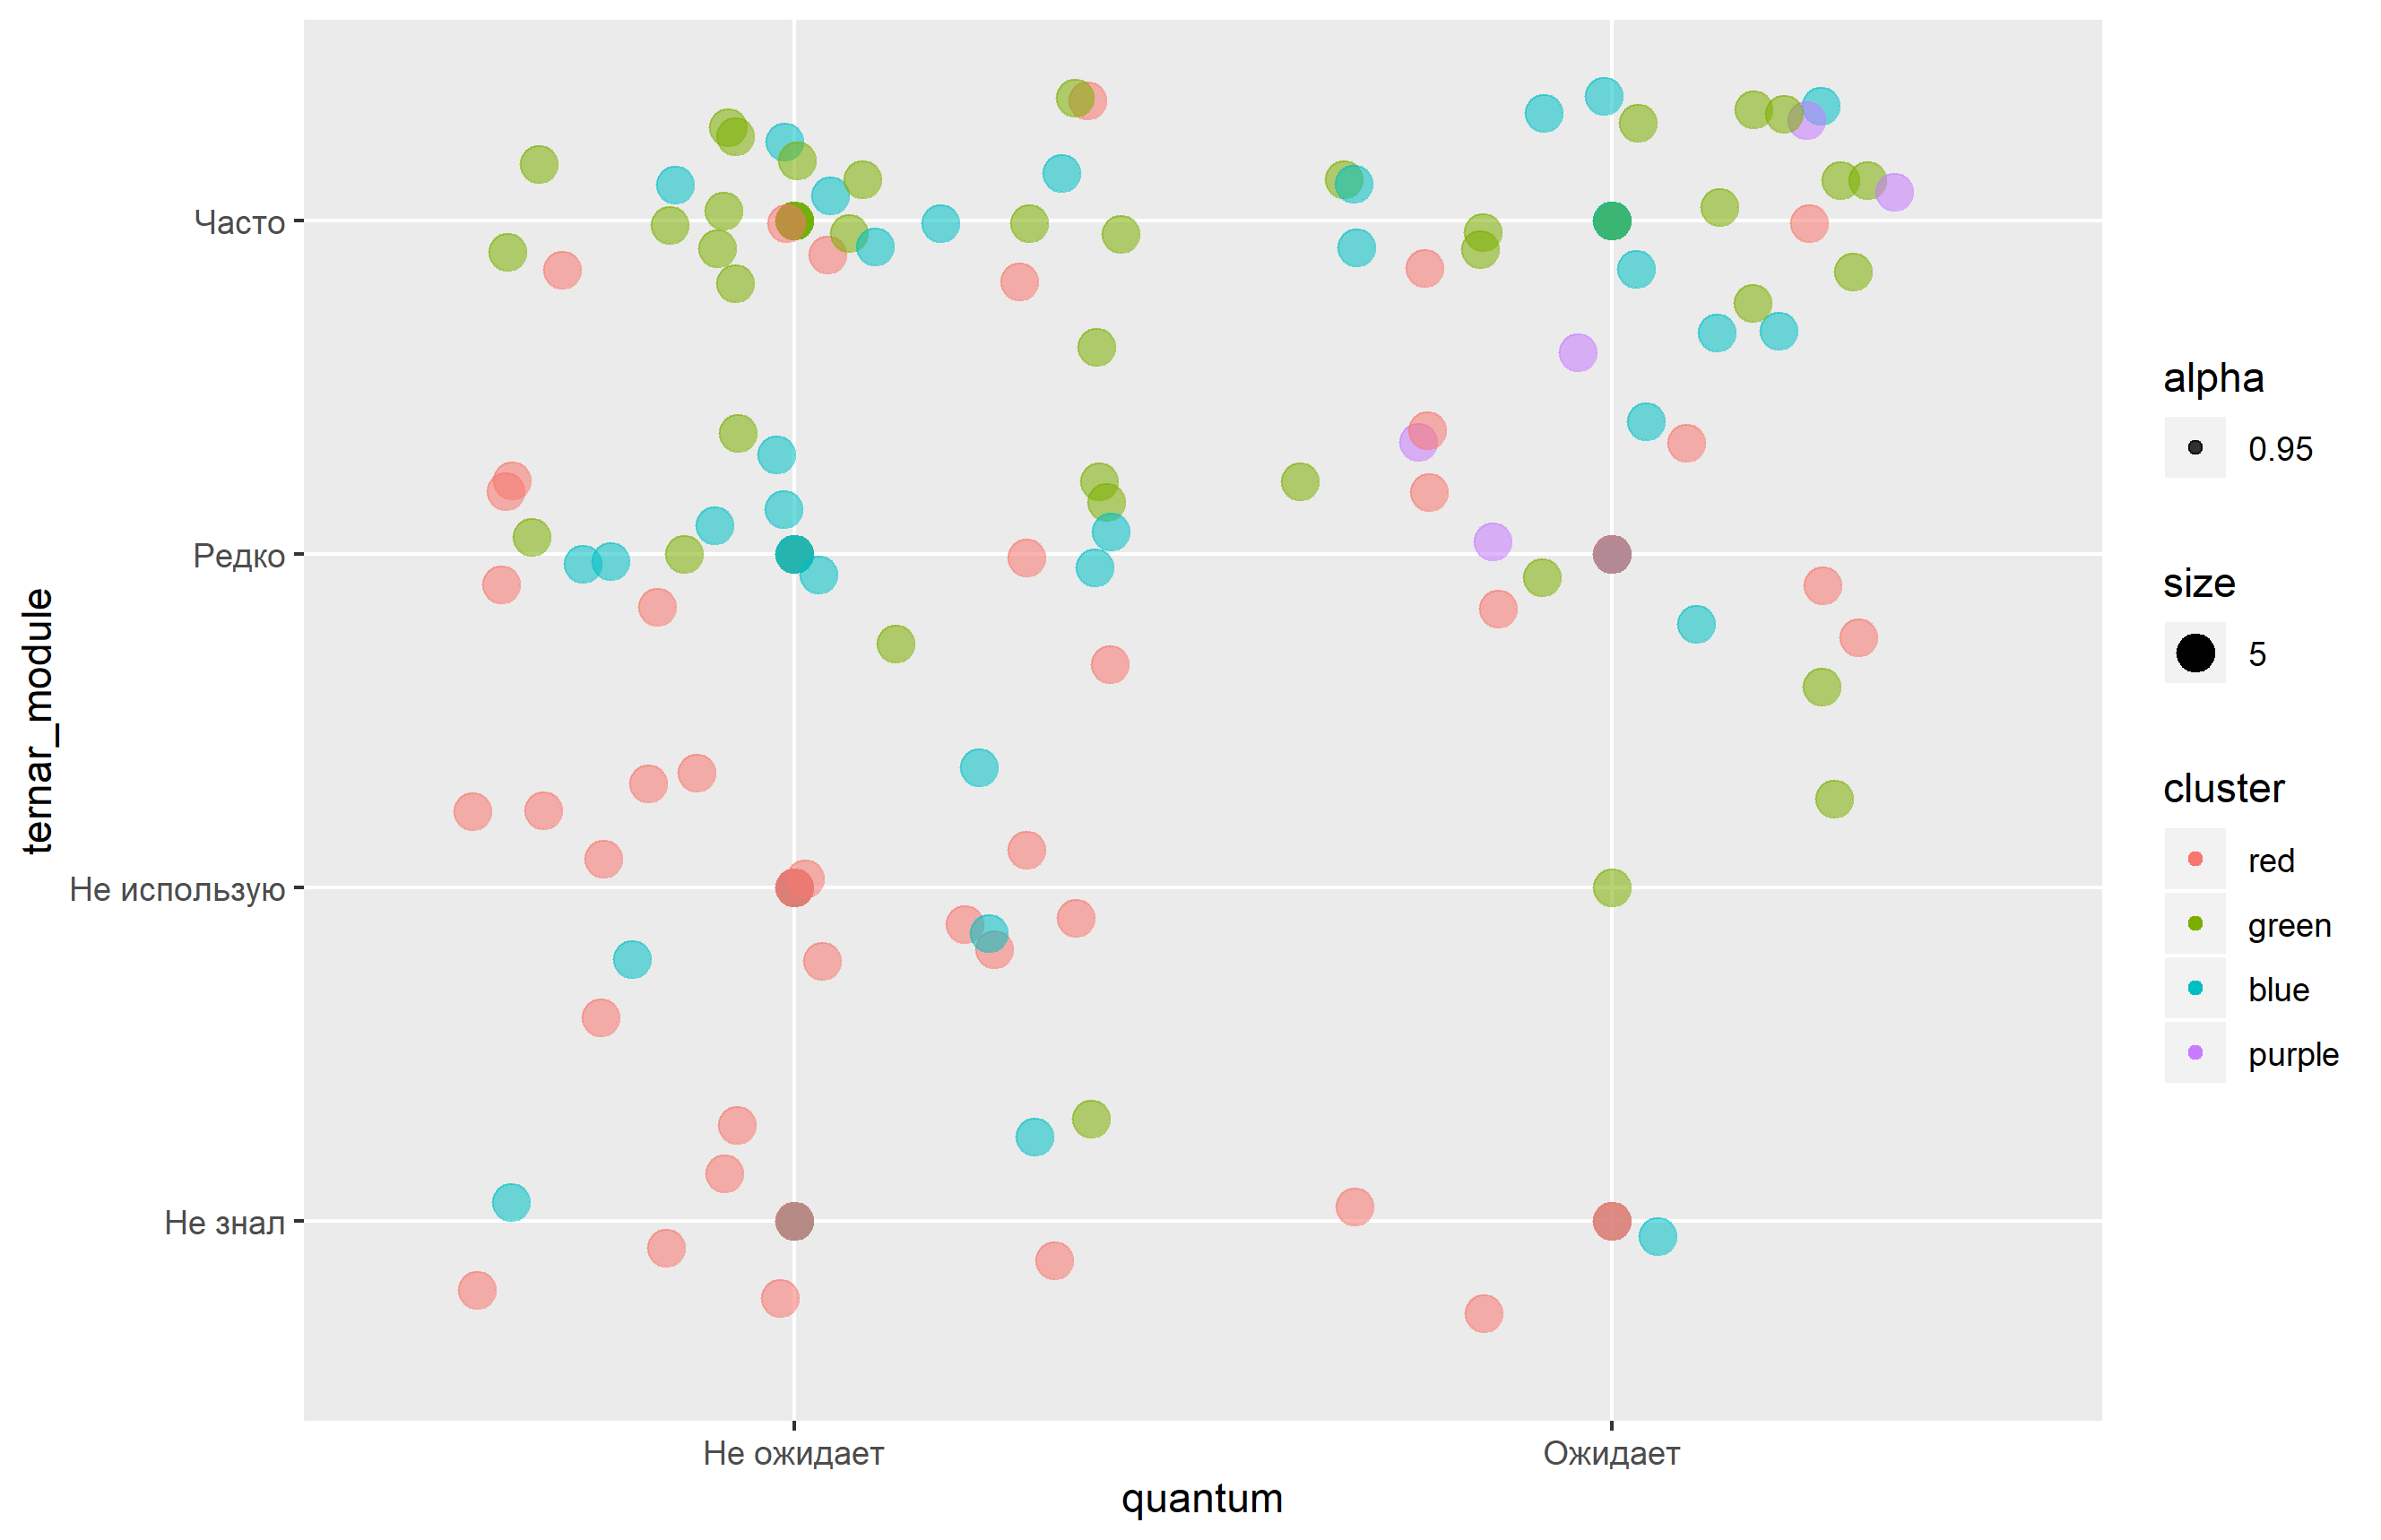 ternar_module
Часто
Редко
Не использую
Не знал
Не ожидает
Ожидает
quantum
alpha
0.95
size
5
cluster
red
green
blue
purple